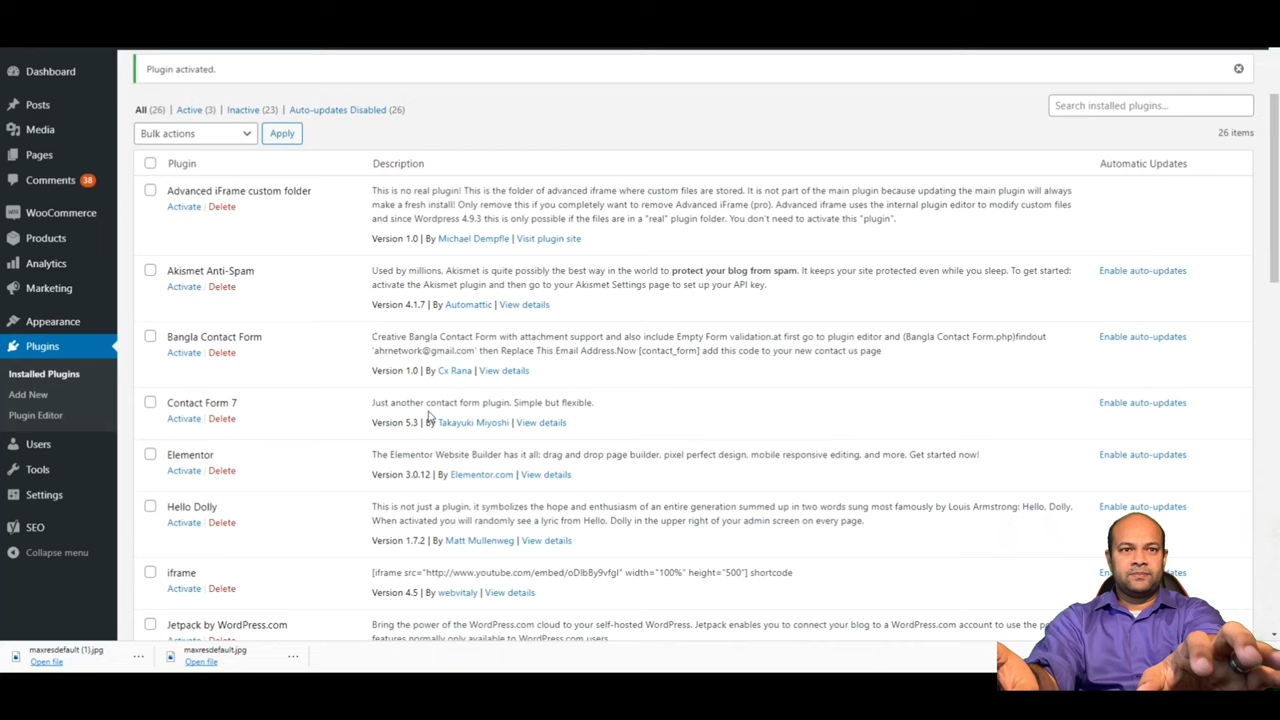 Dashboard
Posts
Media
Pages
Comments 38
WooCommerce
Products
Analytics
Marketing
Appearance
Plugins
Installed Plugins
Add New
Plugin Editor
Users
Tools
Settings
SEO
Collapse menu
Plugin activated.
All (26) | Active (3) | Inactive (23) | Auto-updates Disabled (26)
Search installed plugins...
Bulk actions Apply
26 items
Plugin Description Automatic Updates
Advanced iFrame custom folder
Activate | Delete
This is no real plugin! This is the folder of advanced iframe where custom files are stored. It is not part of the main plugin because updating the main plugin will always
make a fresh install! Only remove this if you completely want to remove Advanced iFrame (pro). Advanced iframe uses the internal plugin editor to modify custom files
and since Wordpress 4.9.3 this is only possible if the files are in a "real" plugin folder. You don't need to activate this "plugin".
Version 1.0 | By Michael Dempfle | Visit plugin site
Akismet Anti-Spam
Activate | Delete
Used by millions, Akismet is quite possibly the best way in the world to protect your blog from spam. It keeps your site protected even while you sleep. To get started:
activate the Akismet plugin and then go to your Akismet Settings page to set up your API key.
Version 4.1.7 | By Automattic | View details
Enable auto-updates
Bangla Contact Form
Activate | Delete
Creative Bangla Contact Form with attachment support and also include Empty Form validation.at first go to plugin editor and (Bangla Contact Form.php)findout
'ahrnetwork@gmail.com' then Replace This Email Address.Now [contact_form] add this code to your new contact us page
Version 1.0 | By Cx Rana | View details
Enable auto-updates
Contact Form 7
Activate | Delete
Just another contact form plugin. Simple but flexible.
Version 5.3 | By Takayuki Miyoshi | View details
Enable auto-updates
Elementor
Activate | Delete
The Elementor Website Builder has it all: drag and drop page builder, pixel perfect design, mobile responsive editing, and more. Get started now!
Version 3.0.12 | By Elementor.com | View details
Enable auto-updates
Hello Dolly
Activate | Delete
This is not just a plugin, it symbolizes the hope and enthusiasm of an entire generation summed up in two words sung most famously by Louis Armstrong: Hello, Dolly.
When activated you will randomly see a lyric from Hello, Dolly in the upper right of your admin screen on every page.
Version 1.7.2 | By Matt Mullenweg | View details
Enable auto-updates
iframe
Activate | Delete
[iframe src="http://www.youtube.com/embed/oDlbBy9vfgI" width="100%" height="500"] shortcode
Version 4.5 | By webvitaly | View details
Jetpack by WordPress.com
Activate | Delete
Bring the power of the WordPress.com cloud to your self-hosted WordPress. Jetpack enables you to connect your blog to a WordPress.com account to use the
features normally only available to WordPress.com users.
maxresdefault (1).jpg
Open file
maxresdefault.jpg
Open file